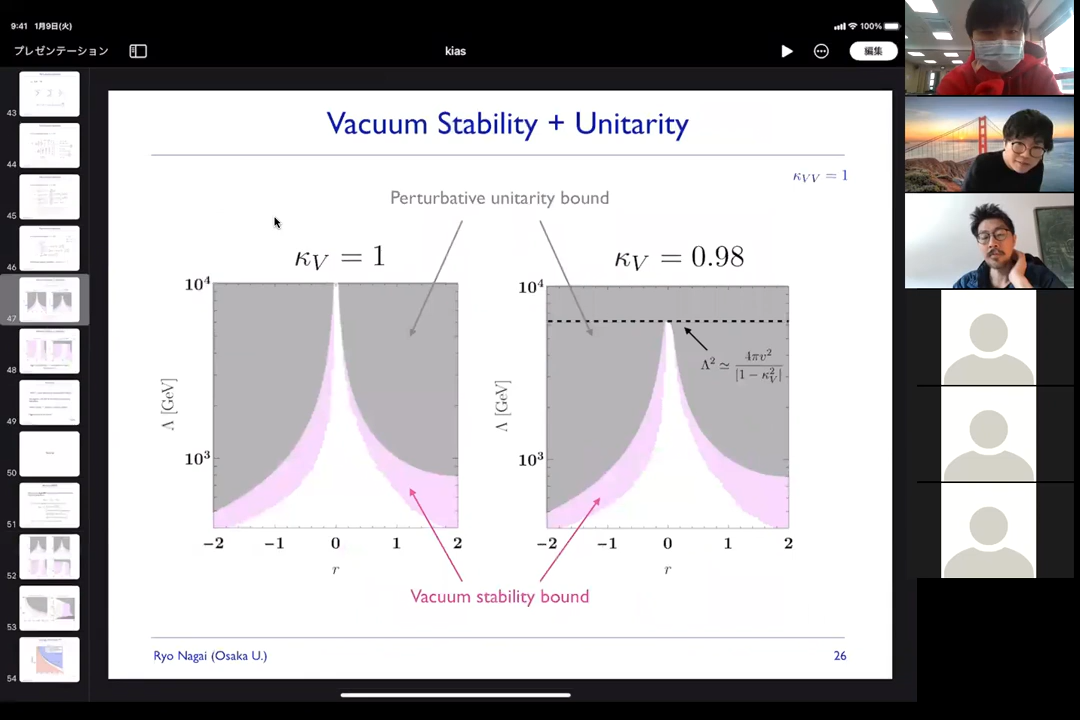 9:41 1月9日(火)
100%
プレゼンテーション
kias
編集
43
44
45
46
47
48
49
50
51
52
53
54
Vacuum Stability + Unitarity
κ_VV = 1
Perturbative unitarity bound
κ_V = 1
κ_V = 0.98
10^4
10^3
Λ [GeV]
-2 -1 0 1 2
r
10^4
10^3
Λ [GeV]
Λ^2 ≃ 4πv^2 / |1 − κ_V^2|
-2 -1 0 1 2
r
Vacuum stability bound
Ryo Nagai (Osaka U.)
26